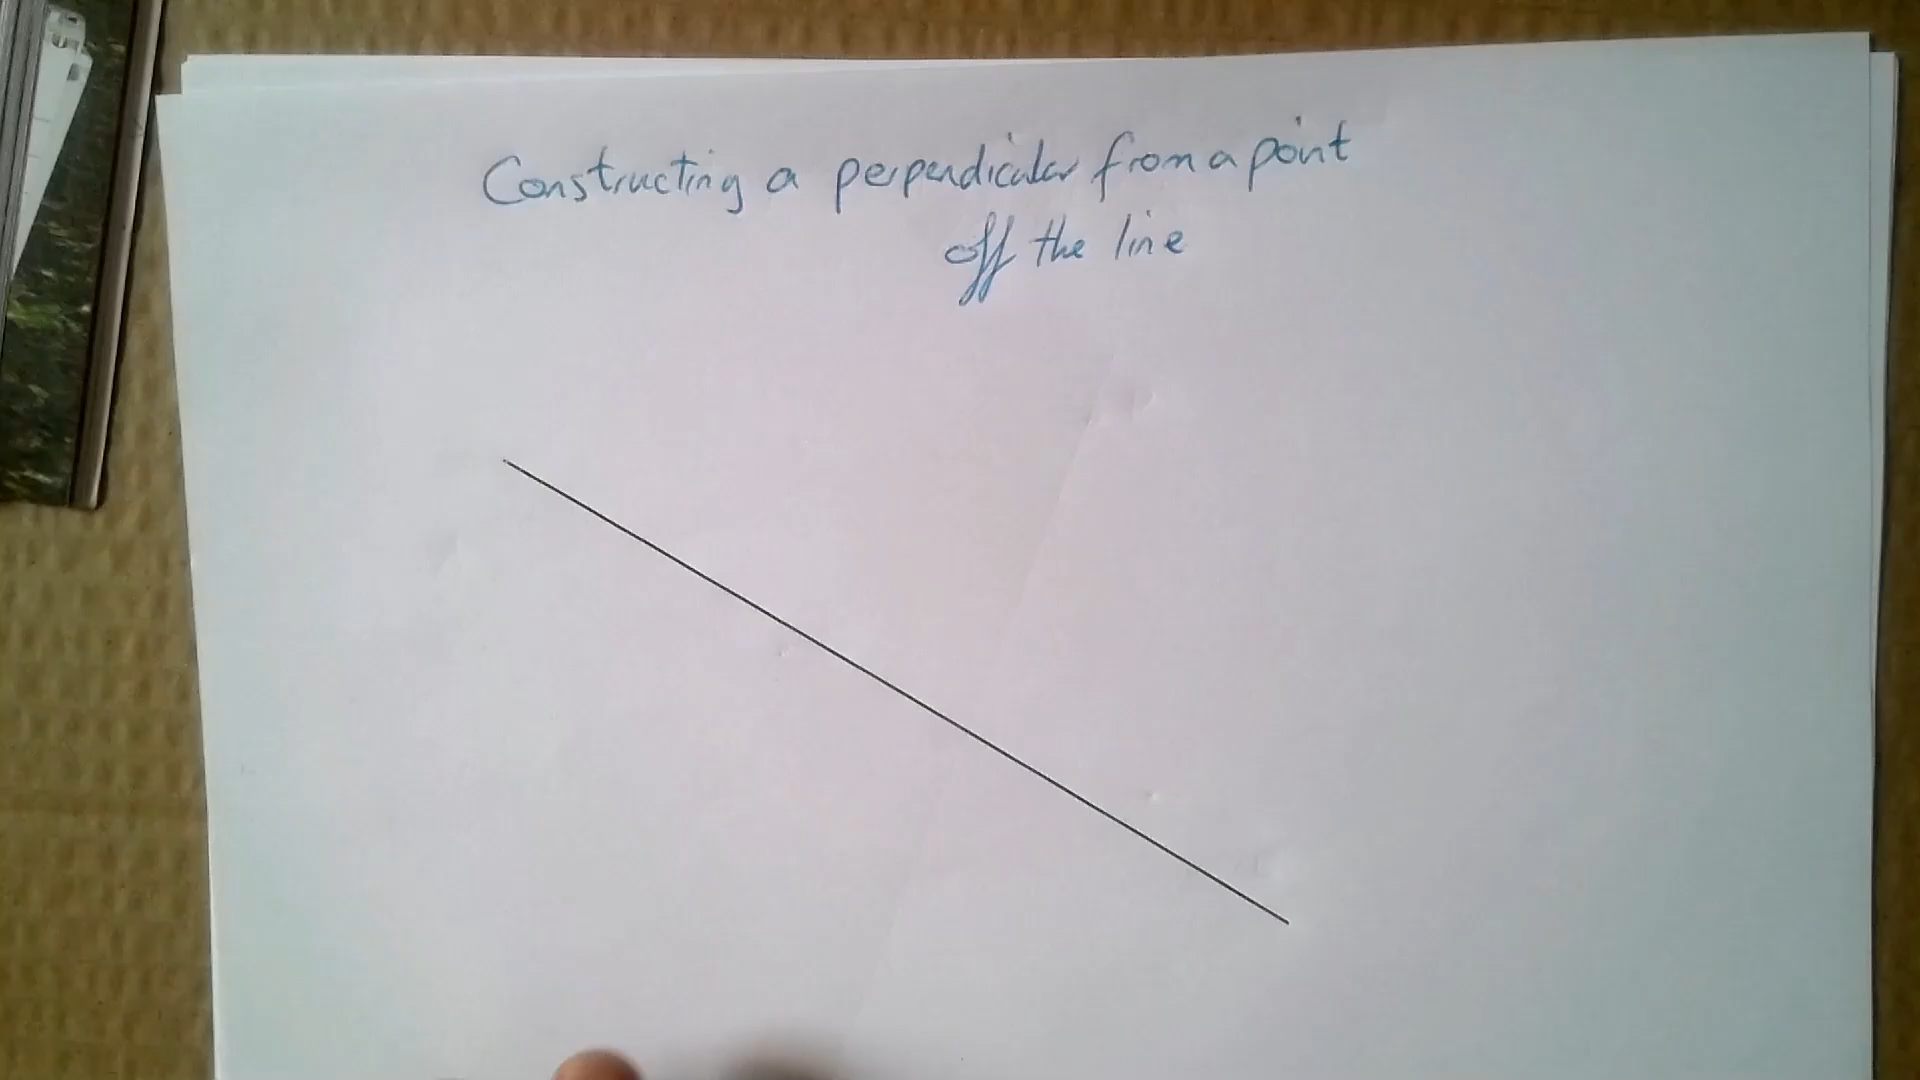 Constructing a perpendicular from a point
off the line